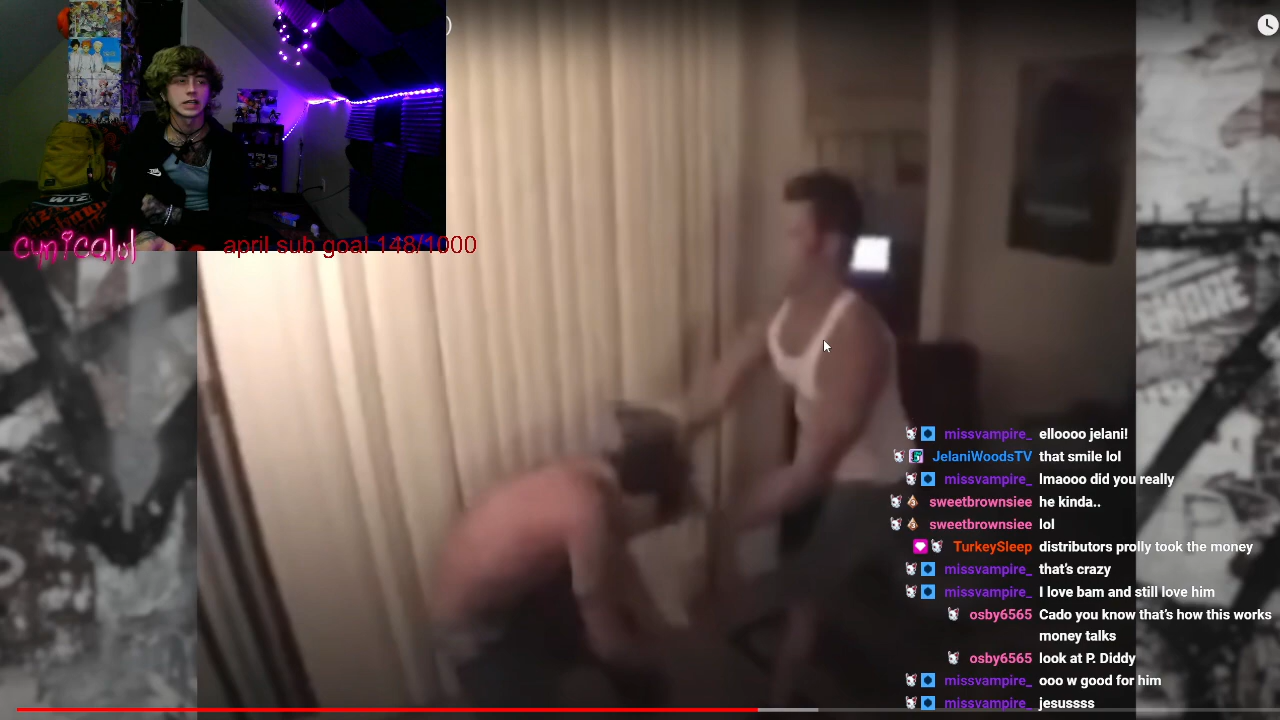 WTZ
cynicalol
april sub goal 148/1000
EMORE
missvampire_ elloooo jelani!
JelaniWoodsTV that smile lol
missvampire_ lmaooo did you really
sweetbrownsiee he kinda..
sweetbrownsiee lol
TurkeySleep distributors prolly took the money
missvampire_ that's crazy
missvampire_ I love bam and still love him
osby6565 Cado you know that's how this works
money talks
osby6565 look at P. Diddy
missvampire_ ooo w good for him
missvampire_ jesussss